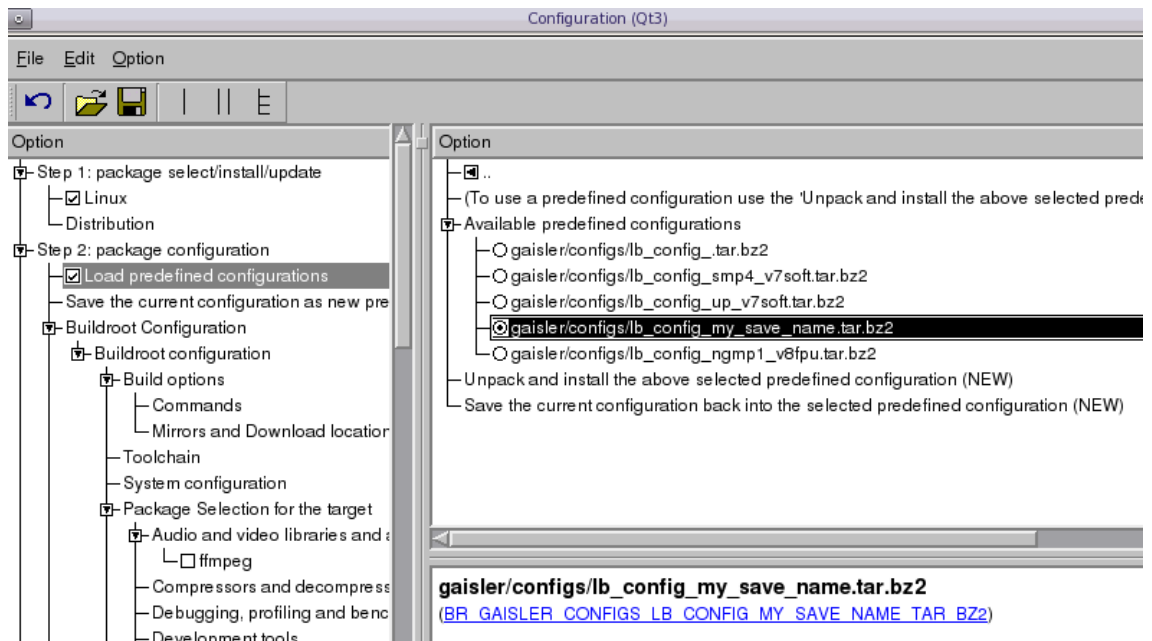 Configuration (Qt3)
File Edit Option
Option
Step 1: package select/install/update
Linux
Distribution
Step 2: package configuration
Load predefined configurations
Save the current configuration as new pre
Buildroot Configuration
Buildroot configuration
Build options
Commands
Mirrors and Download location
Toolchain
System configuration
Package Selection for the target
Audio and video libraries and a
ffmpeg
Compressors and decompress
Debugging, profiling and benc
Development tools
Option
..
(To use a predefined configuration use the 'Unpack and install the above selected prede
Available predefined configurations
gaisler/configs/lb_config_.tar.bz2
gaisler/configs/lb_config_smp4_v7soft.tar.bz2
gaisler/configs/lb_config_up_v7soft.tar.bz2
gaisler/configs/lb_config_my_save_name.tar.bz2
gaisler/configs/lb_config_ngmp1_v8fpu.tar.bz2
Unpack and install the above selected predefined configuration (NEW)
Save the current configuration back into the selected predefined configuration (NEW)
gaisler/configs/lb_config_my_save_name.tar.bz2
(BR_GAISLER_CONFIGS_LB_CONFIG_MY_SAVE_NAME_TAR_BZ2)